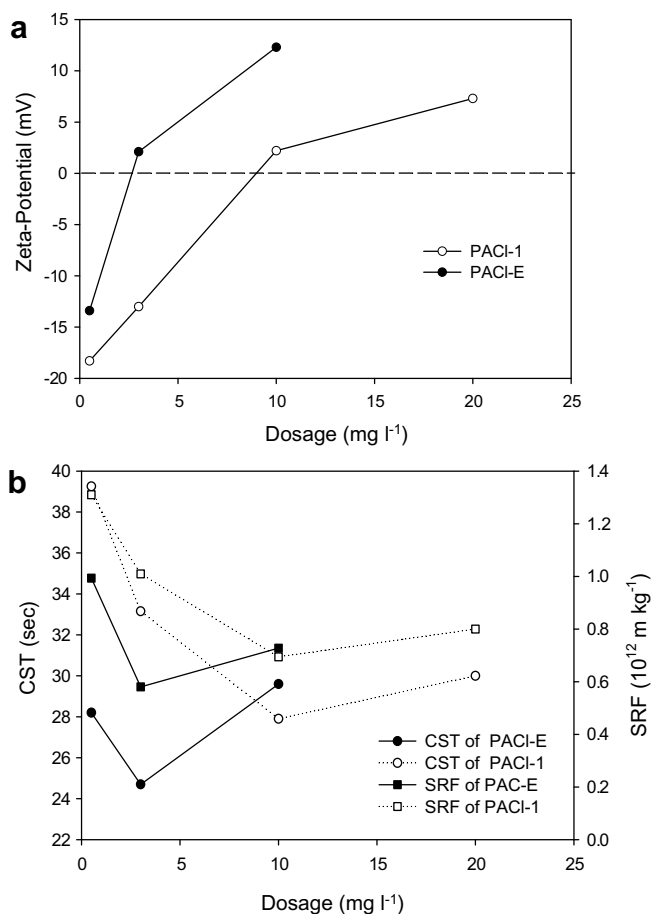 a
15
10
5
0
-5
-10
-15
-20
Zeta-Potential (mV)
PACl-1
PACl-E
0 5 10 15 20 25
Dosage (mg l⁻¹)
b
40 1.4
38
36 1.2
34 1.0
32 0.8
30 0.6
28
26 0.4
24 0.2
22 0.0
CST (sec)
SRF (10¹² m kg⁻¹)
CST of PACl-E
CST of PACl-1
SRF of PAC-E
SRF of PACl-1
0 5 10 15 20 25
Dosage (mg l⁻¹)